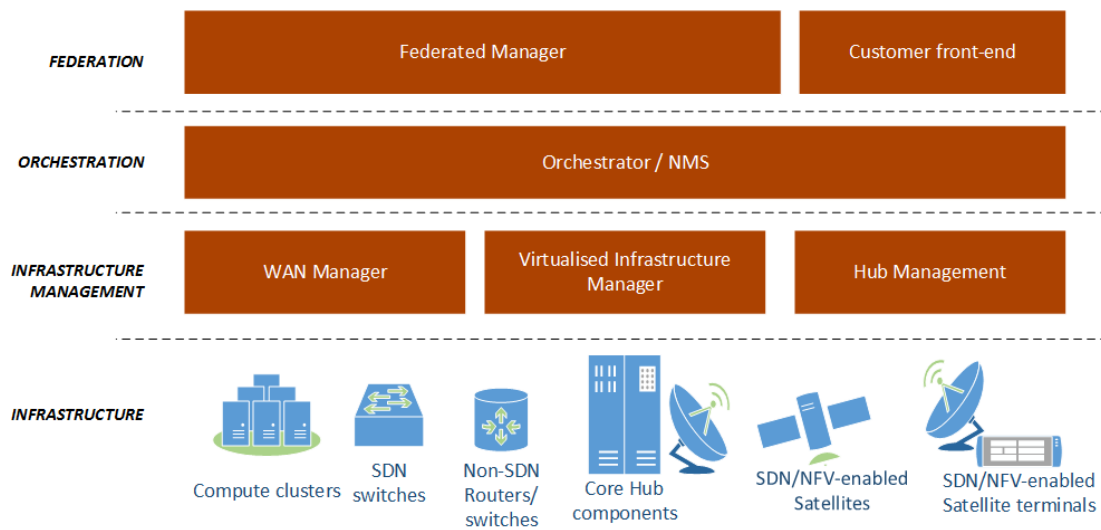 FEDERATION
Federated Manager
Customer front-end
ORCHESTRATION
Orchestrator / NMS
INFRASTRUCTURE
MANAGEMENT
WAN Manager
Virtualised Infrastructure
Manager
Hub Management
INFRASTRUCTURE
Compute clusters
SDN
switches
Non-SDN
Routers/
switches
Core Hub
components
SDN/NFV-enabled
Satellites
SDN/NFV-enabled
Satellite terminals